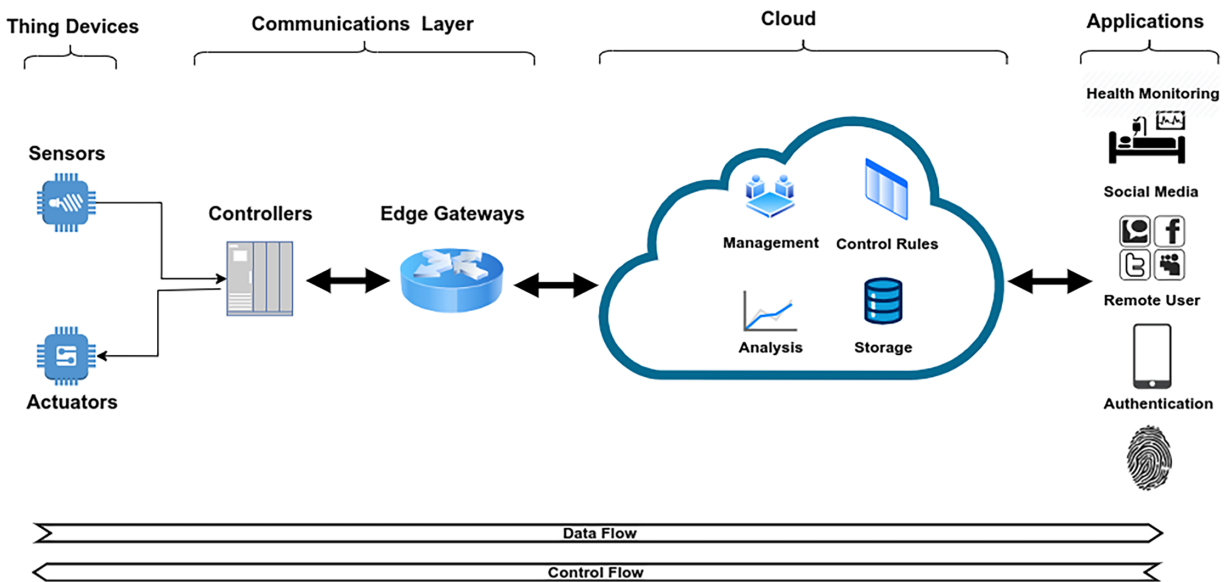 Thing Devices
Communications Layer
Cloud
Applications
Sensors
Actuators
Controllers
Edge Gateways
Management
Control Rules
Analysis
Storage
Health Monitoring
Social Media
Remote User
Authentication
Data Flow
Control Flow